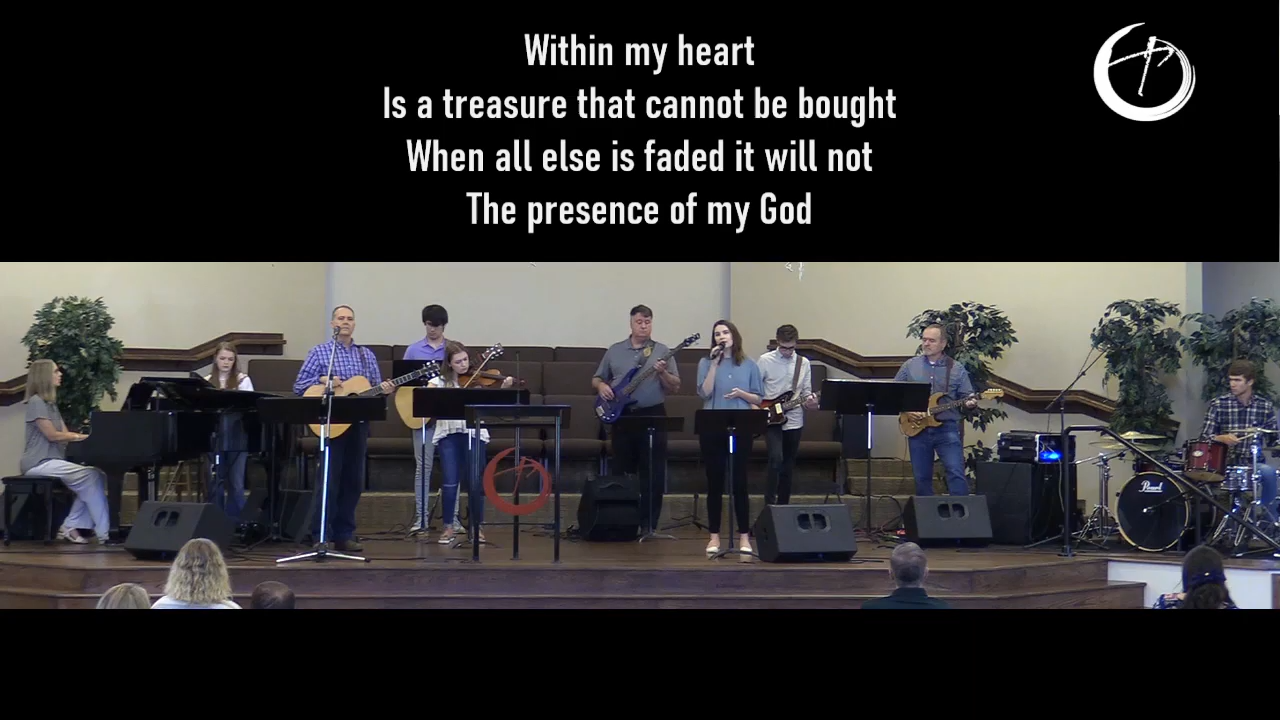 Within my heart
Is a treasure that cannot be bought
When all else is faded it will not
The presence of my God
Pearl